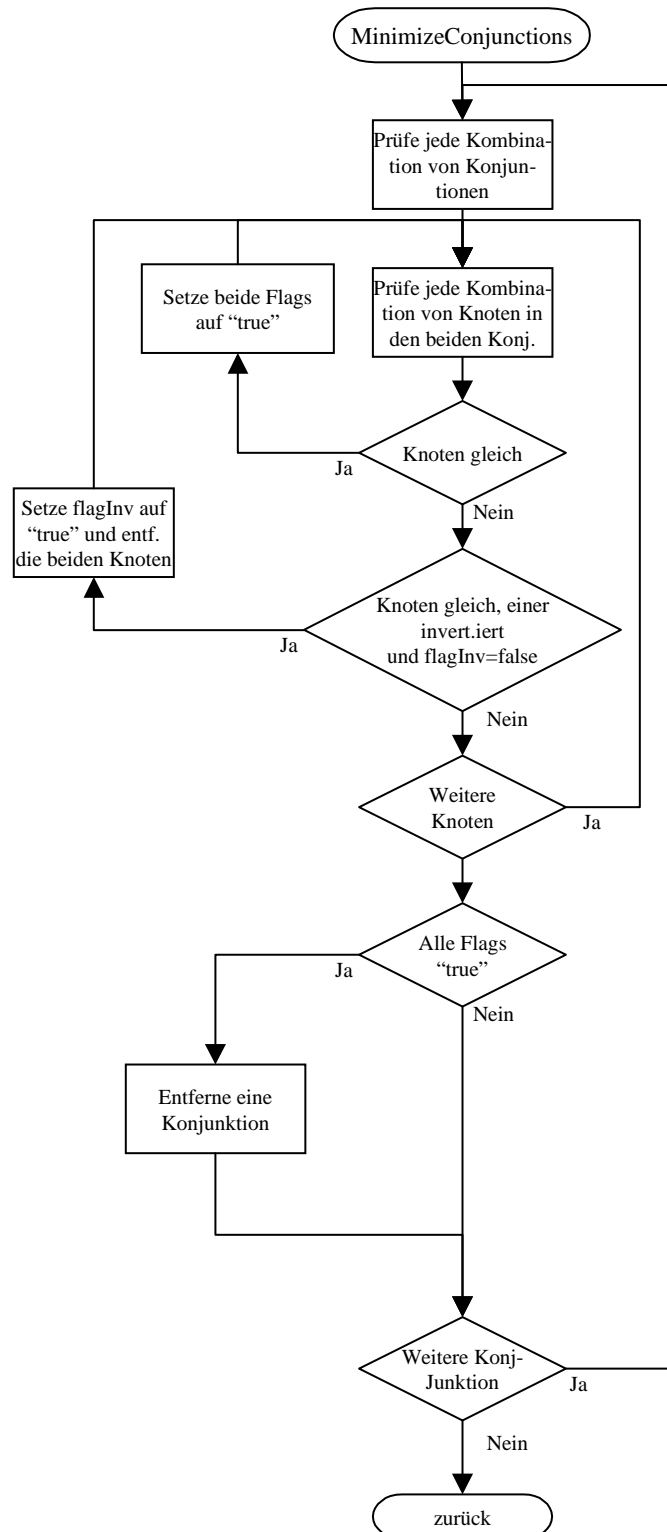 MinimizeConjunctions
Prüfe jede Kombina-
tion von Konjun-
tionen
Setze beide Flags
auf “true”
Prüfe jede Kombina-
tion von Knoten in
den beiden Konj.
Knoten gleich
Ja
Nein
Setze flagInv auf
“true” und entf.
die beiden Knoten
Knoten gleich, einer
invert.iert
und flagInv=false
Ja
Nein
Weitere
Knoten
Ja
Alle Flags
“true”
Ja
Nein
Entferne eine
Konjunktion
Weitere Konj-
Junktion
Ja
Nein
zurück